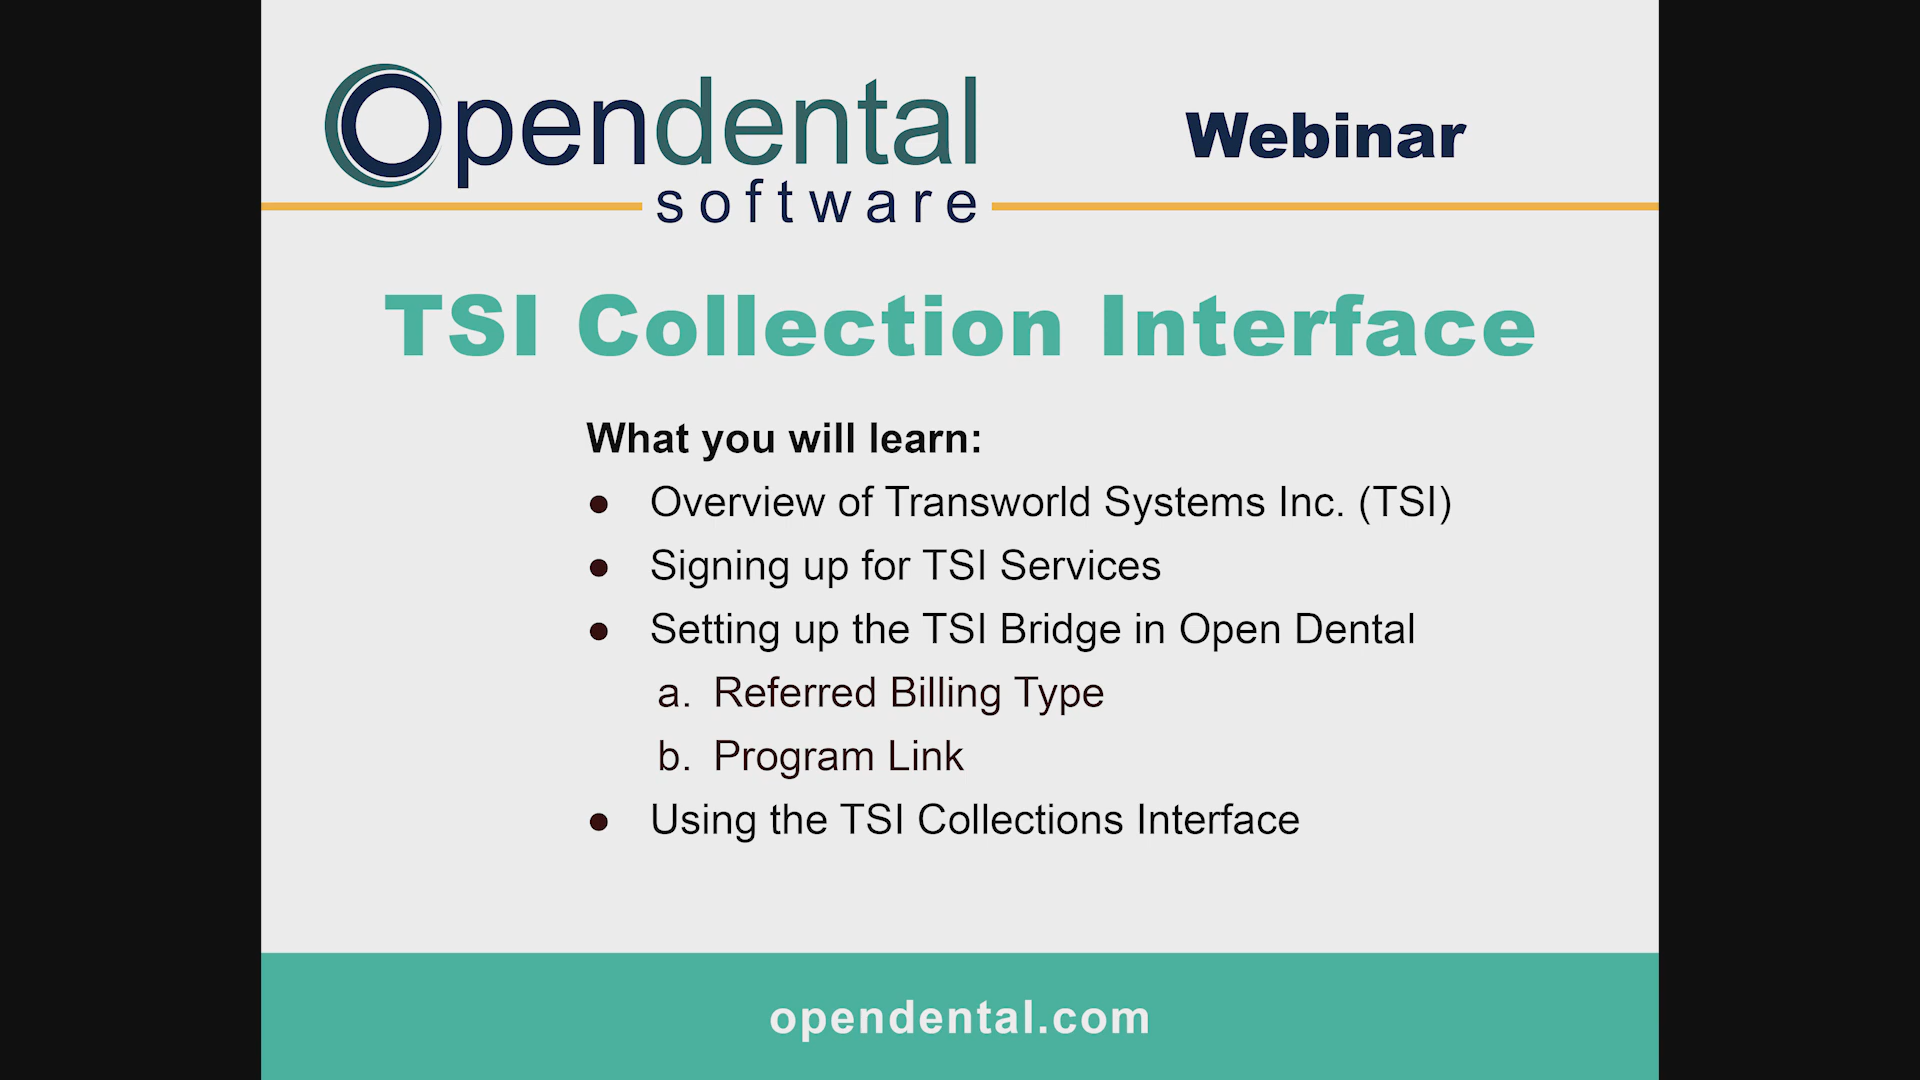 Opendental
software
Webinar
TSI Collection Interface
What you will learn:
● Overview of Transworld Systems Inc. (TSI)
● Signing up for TSI Services
● Setting up the TSI Bridge in Open Dental
a. Referred Billing Type
b. Program Link
● Using the TSI Collections Interface
opendental.com